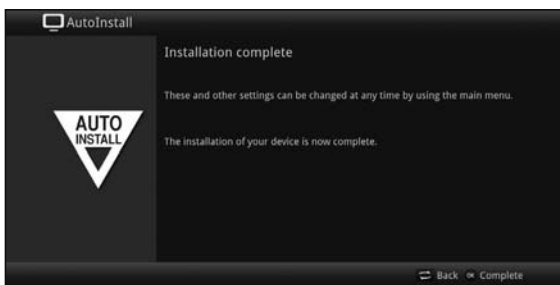 AutoInstall
Installation complete
These and other settings can be changed at any time by using the main menu.
AUTO
INSTALL
The installation of your device is now complete.
Back OK Complete